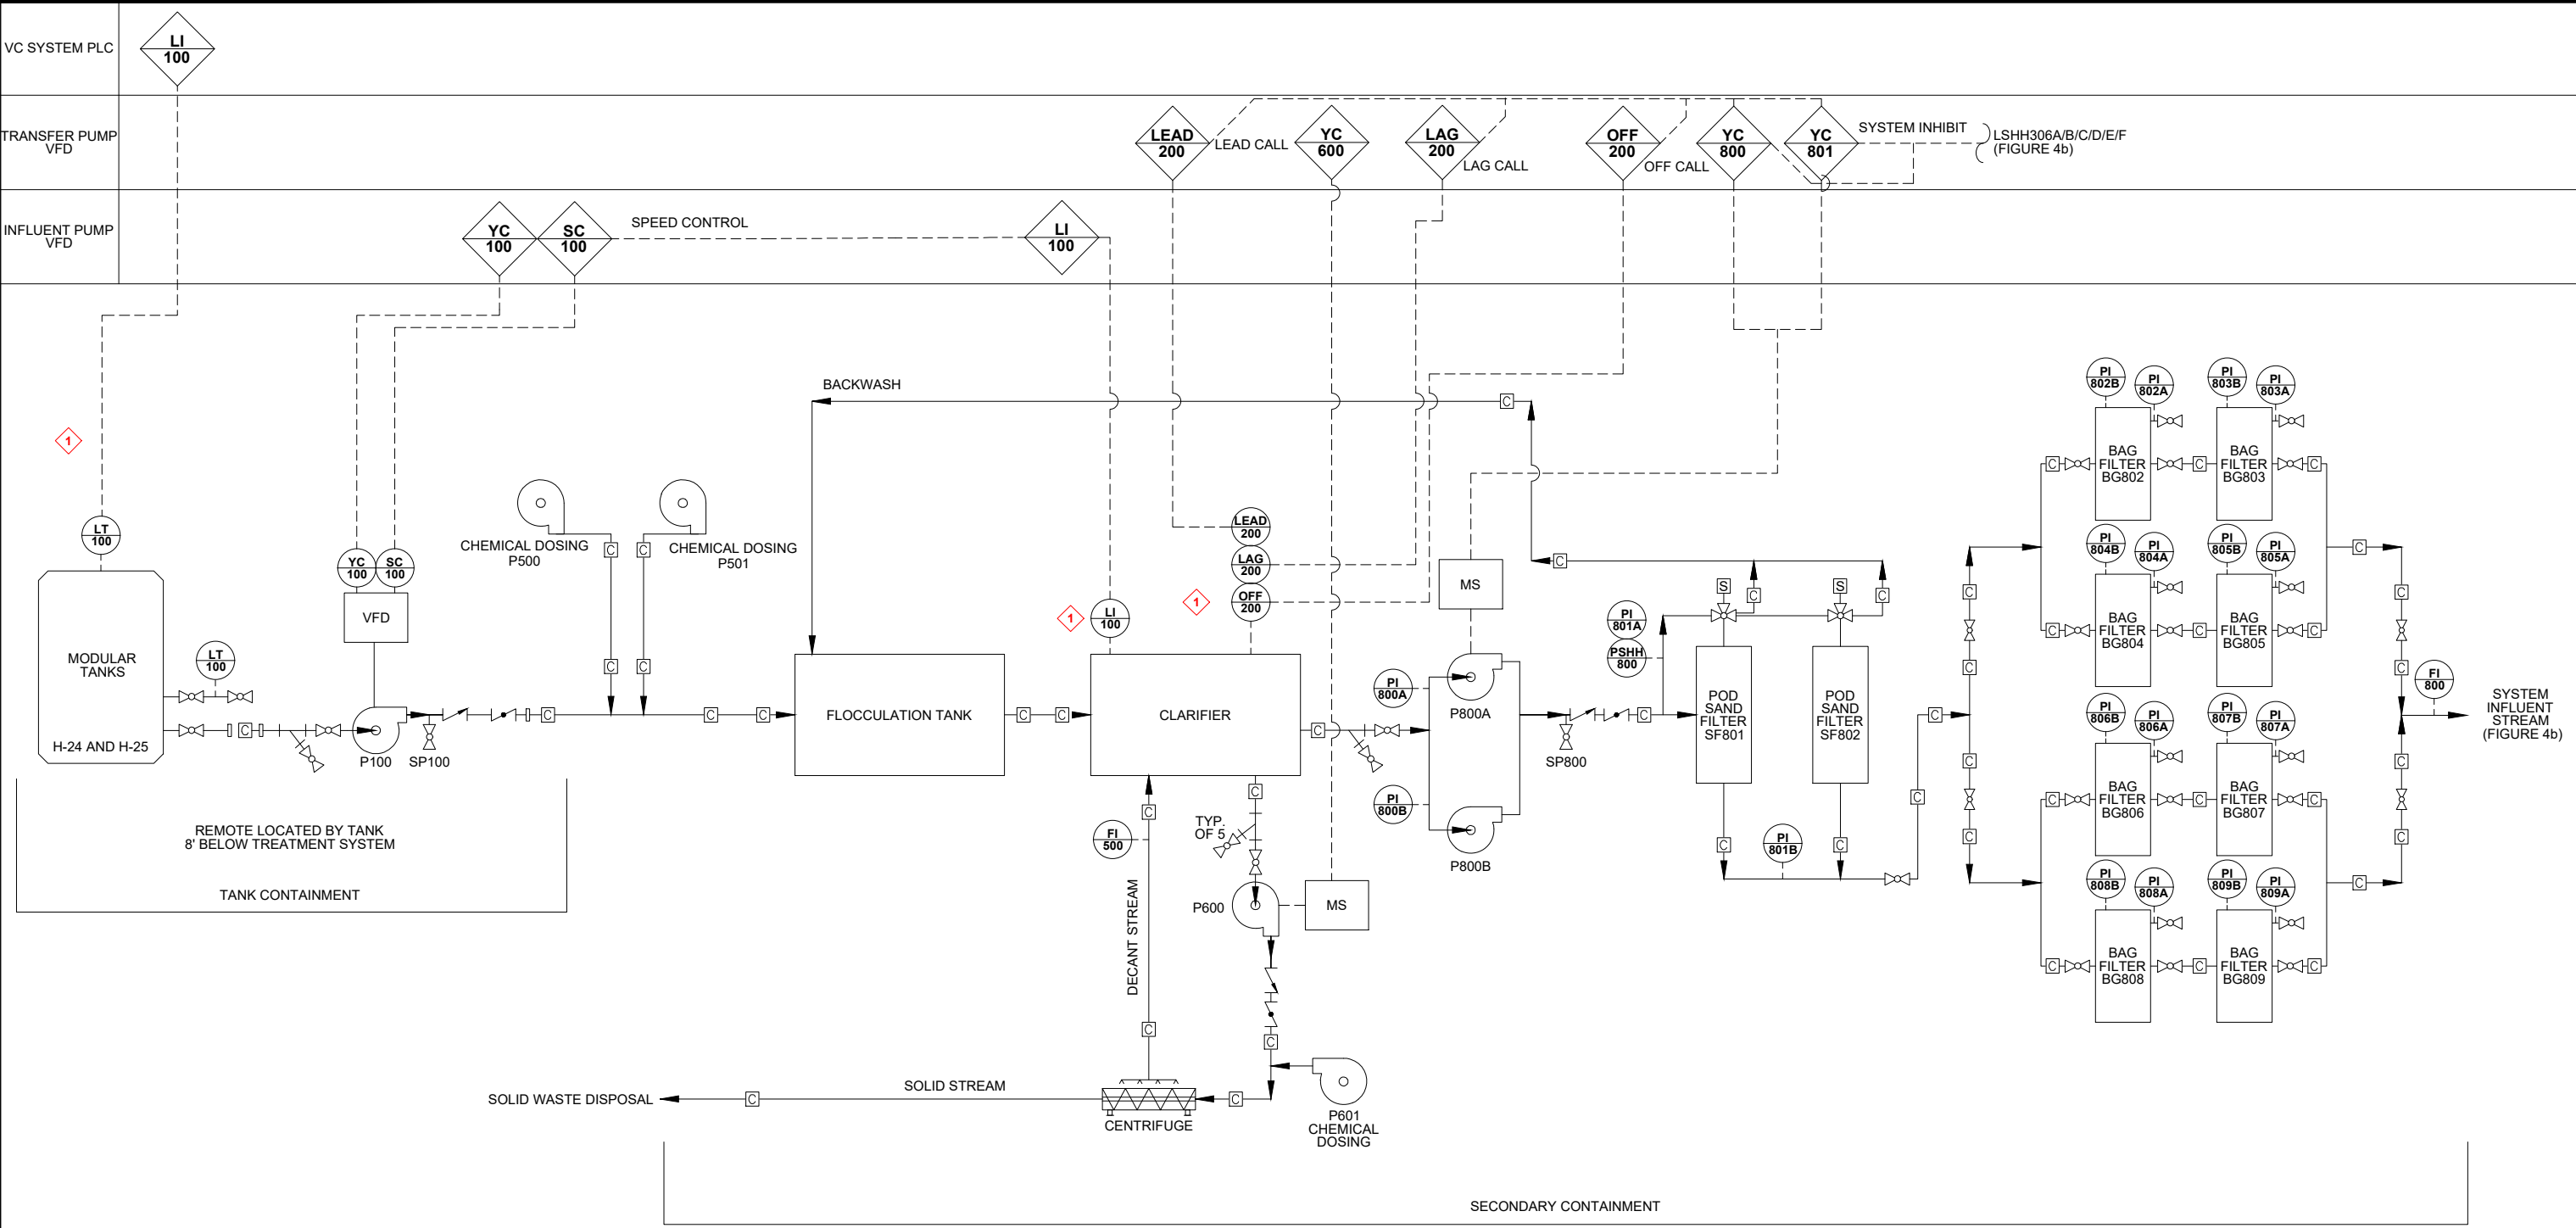 VC SYSTEM PLC
LI
100
TRANSFER PUMP
VFD
LEAD
200
LEAD CALL
YC
600
LAG
200
LAG CALL
OFF
200
OFF CALL
YC
800
YC
801
SYSTEM INHIBIT
LSHH306A/B/C/D/E/F
(FIGURE 4b)
INFLUENT PUMP
VFD
YC
100
SC
100
SPEED CONTROL
LI
100
BACKWASH
1
LT
100
MODULAR
TANKS
H-24 AND H-25
LT
100
YC
100
SC
100
VFD
C
P100
SP100
C
CHEMICAL DOSING
P500
CHEMICAL DOSING
P501
C
C
C
C
C
C
FLOCCULATION TANK
C
C
1
LI
100
1
LEAD
200
LAG
200
OFF
200
CLARIFIER
C
PI
800A
PI
800B
MS
P800A
P800B
SP800
C
PI
801A
PSHH
800
C
C
S
S
C
C
POD
SAND
FILTER
SF801
POD
SAND
FILTER
SF802
C
C
PI
801B
C
C
C
C
C
C
PI
802B
PI
802A
PI
803B
PI
803A
C
BAG
FILTER
BG802
C
BAG
FILTER
BG803
C
PI
804B
PI
804A
PI
805B
PI
805A
C
BAG
FILTER
BG804
C
BAG
FILTER
BG805
C
PI
806B
PI
806A
PI
807B
PI
807A
C
BAG
FILTER
BG806
C
BAG
FILTER
BG807
C
PI
808B
PI
808A
PI
809B
PI
809A
C
BAG
FILTER
BG808
C
BAG
FILTER
BG809
C
C
C
C
C
C
C
C
FI
800
SYSTEM
INFLUENT
STREAM
(FIGURE 4b)
REMOTE LOCATED BY TANK
8' BELOW TREATMENT SYSTEM
TANK CONTAINMENT
FI
500
C
C
DECANT STREAM
C
TYP.
OF 5
P600
MS
C
P601
CHEMICAL
DOSING
C
CENTRIFUGE
SOLID STREAM
C
SOLID WASTE DISPOSAL
SECONDARY CONTAINMENT